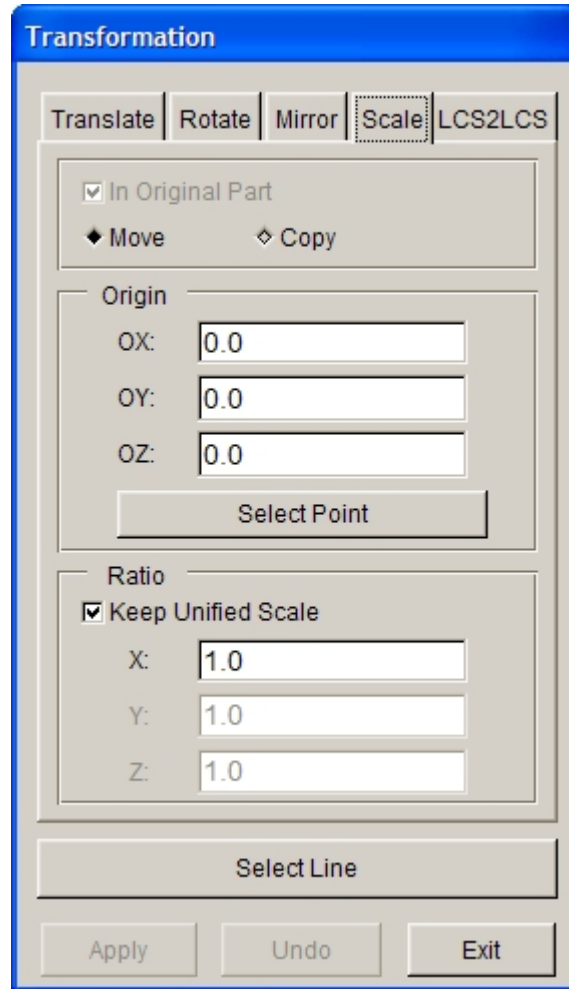 Transformation
Translate Rotate Mirror Scale LCS2LCS
In Original Part
Move Copy
Origin
OX: 0.0
OY: 0.0
OZ: 0.0
Select Point
Ratio
Keep Unified Scale
X: 1.0
Y: 1.0
Z: 1.0
Select Line
Apply Undo Exit